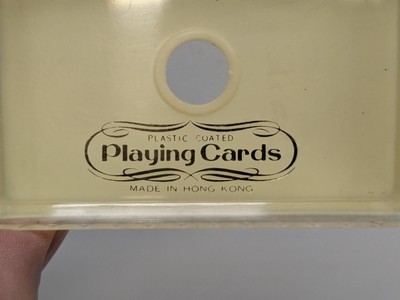 PLASTIC COATED
Playing Cards
MADE IN HONG KONG